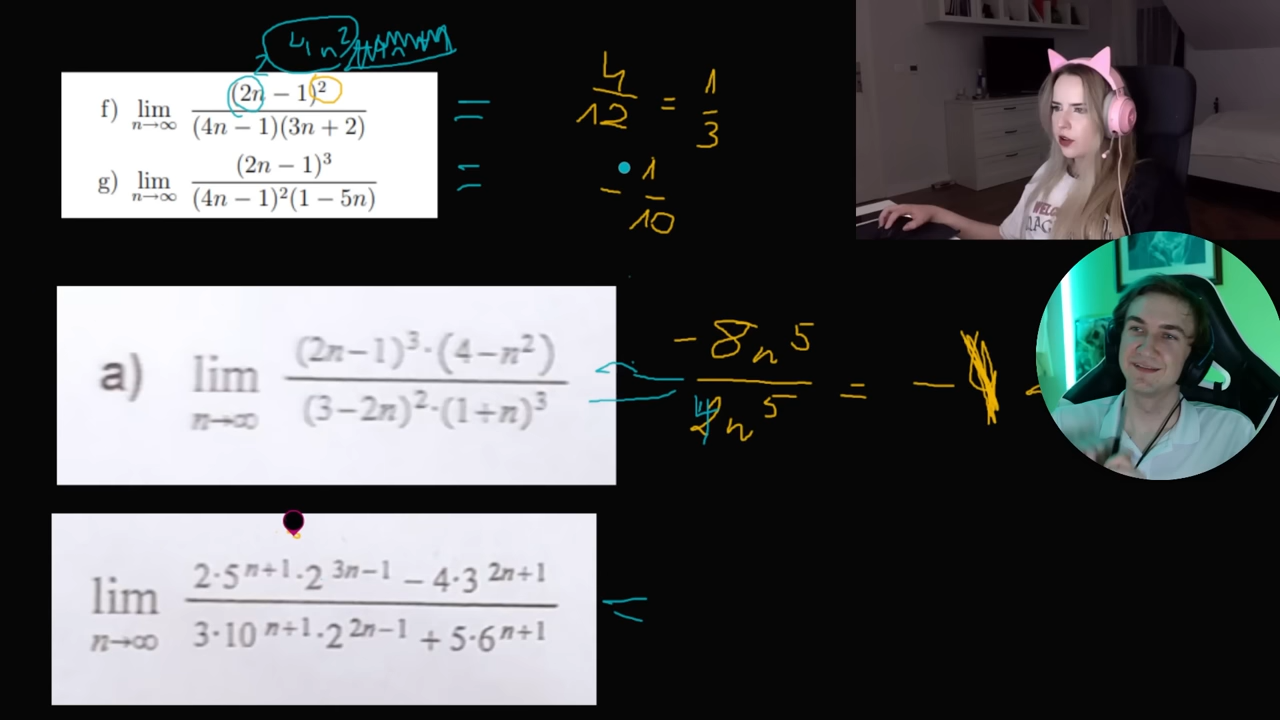 4n²
f) lim n→∞ (2n − 1)² / (4n − 1)(3n + 2) = 4/12 = 1/3
g) lim n→∞ (2n − 1)³ / (4n − 1)²(1 − 5n) = − 1/10
WELC
a) lim n→∞ (2n−1)³·(4−n²) / (3−2n)²·(1+n)³ = −8n⁵ / 4n⁵ = −
lim n→∞ 2·5ⁿ⁺¹·2³ⁿ⁻¹ − 4·3²ⁿ⁺¹ / 3·10ⁿ⁺¹·2²ⁿ⁻¹ + 5·6ⁿ⁺¹ =